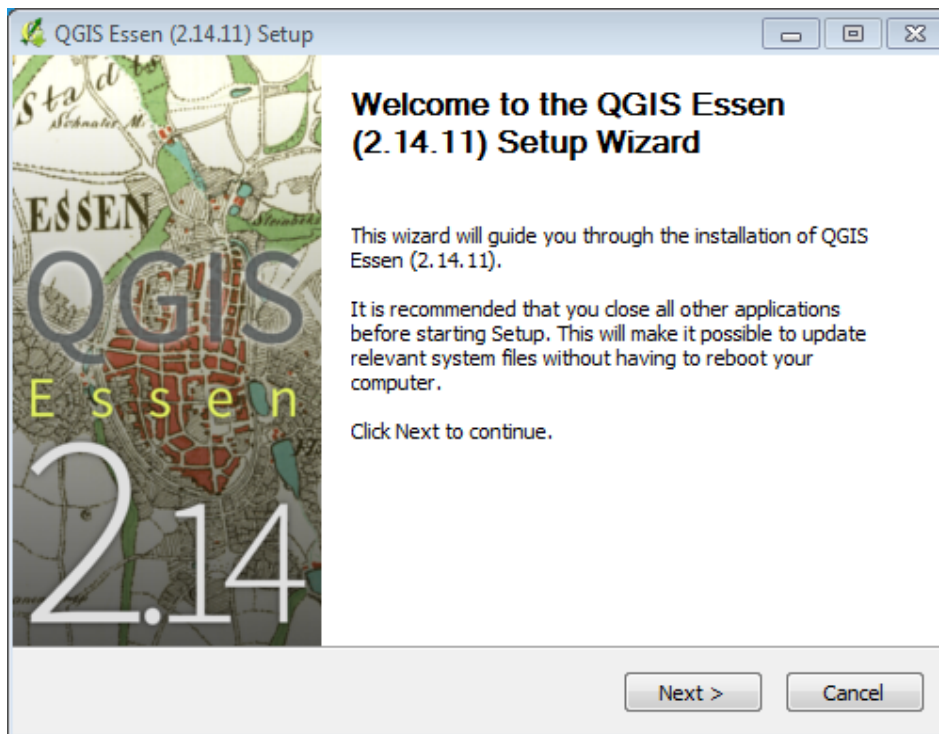 QGIS Essen (2.14.11) Setup
Stadts
Schnater M.
ESSEN
QGIS
Essen
2.14
Welcome to the QGIS Essen
(2.14.11) Setup Wizard
This wizard will guide you through the installation of QGIS
Essen (2.14.11).
It is recommended that you close all other applications
before starting Setup. This will make it possible to update
relevant system files without having to reboot your
computer.
Click Next to continue.
Next >
Cancel